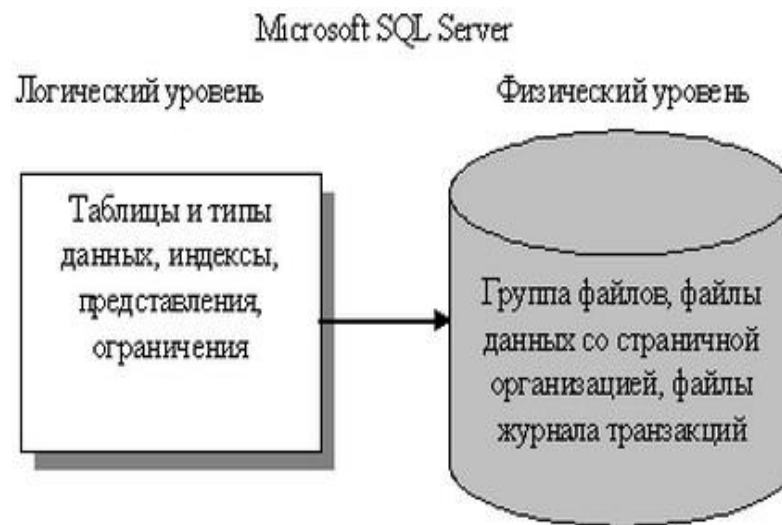 Microsoft SQL Server
Логический уровень
Физический уровень
Таблицы и типы
данных, индексы,
представления,
ограничения
Группа файлов, файлы
данных со страничной
организацией, файлы
журнала транзакций